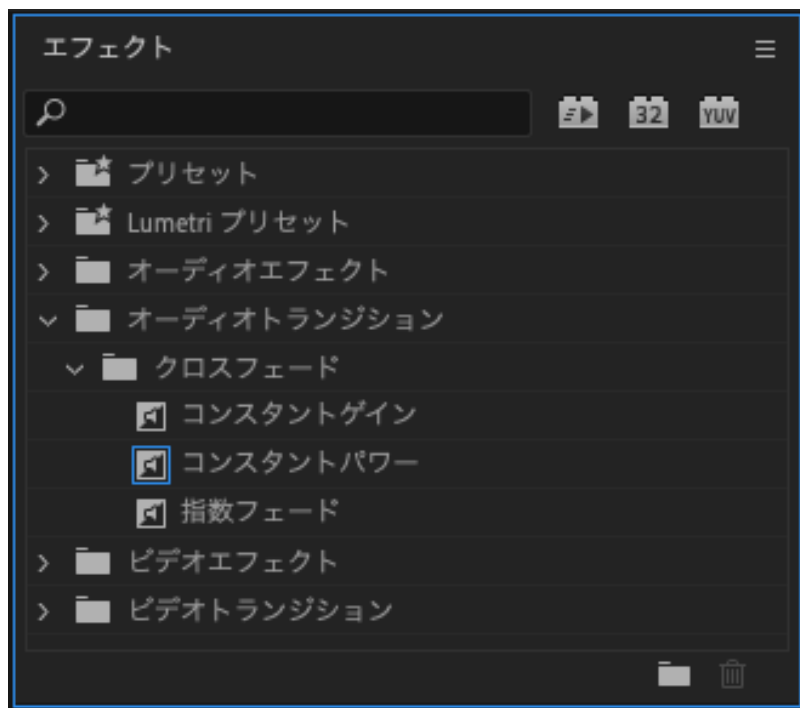 エフェクト
32 YUV
プリセット
Lumetri プリセット
オーディオエフェクト
オーディオトランジション
クロスフェード
コンスタントゲイン
コンスタントパワー
指数フェード
ビデオエフェクト
ビデオトランジション